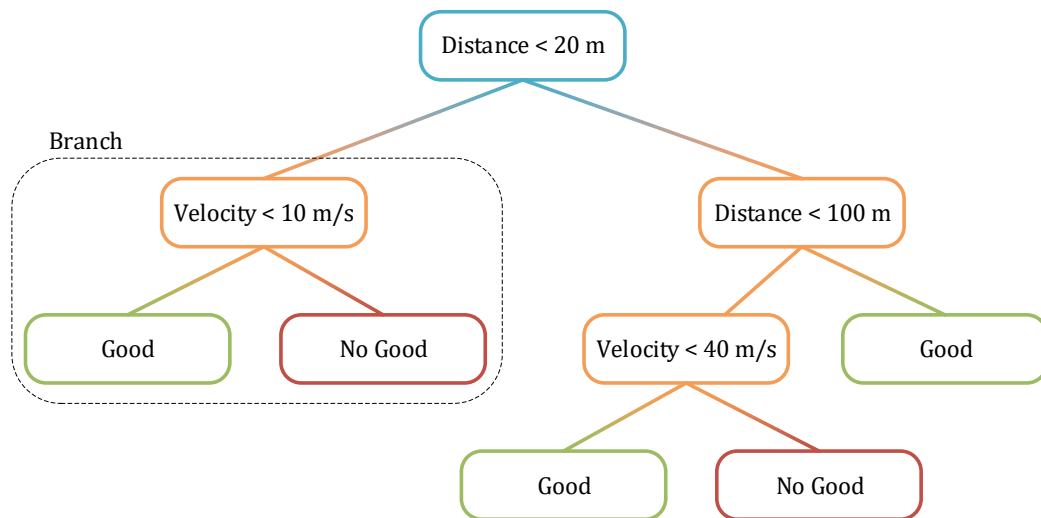 Distance < 20 m
Branch
Velocity < 10 m/s
Distance < 100 m
Good
No Good
Velocity < 40 m/s
Good
Good
No Good